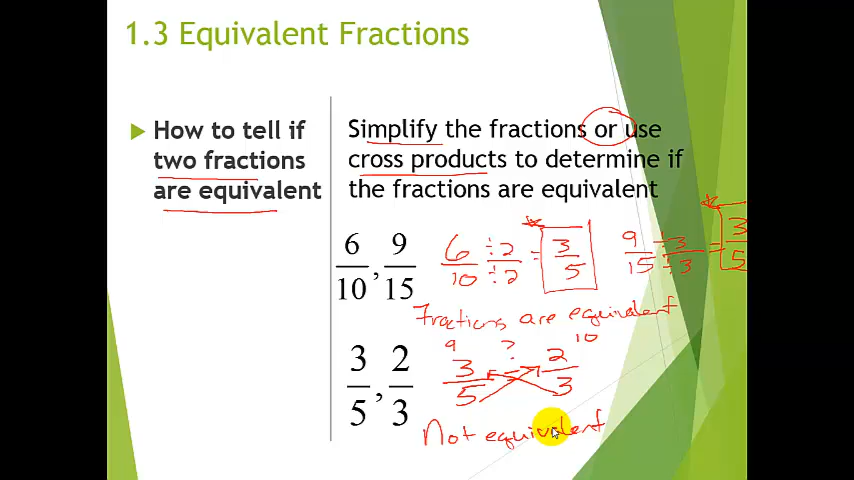 1.3 Equivalent Fractions
How to tell if
two fractions
are equivalent
Simplify the fractions or use
cross products to determine if
the fractions are equivalent
6/10, 9/15
6/10 ÷2/÷2 = 3/5
9/15 ÷3/÷3 = 3/5
Fractions are equivalent
3/5, 2/3
9 ? 10
3/5 = 2/3
Not equivalent